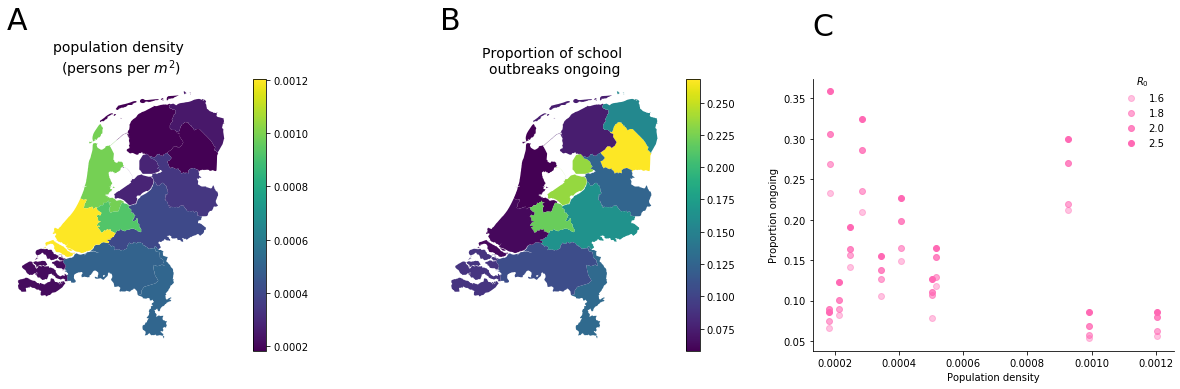 A
population density
(persons per m²)
0.0012
0.0010
0.0008
0.0006
0.0004
0.0002
B
Proportion of school
outbreaks ongoing
0.250
0.225
0.200
0.175
0.150
0.125
0.100
0.075
C
R₀
1.6
1.8
2.0
2.5
Proportion ongoing
0.35
0.30
0.25
0.20
0.15
0.10
0.05
0.0002 0.0004 0.0006 0.0008 0.0010 0.0012
Population density